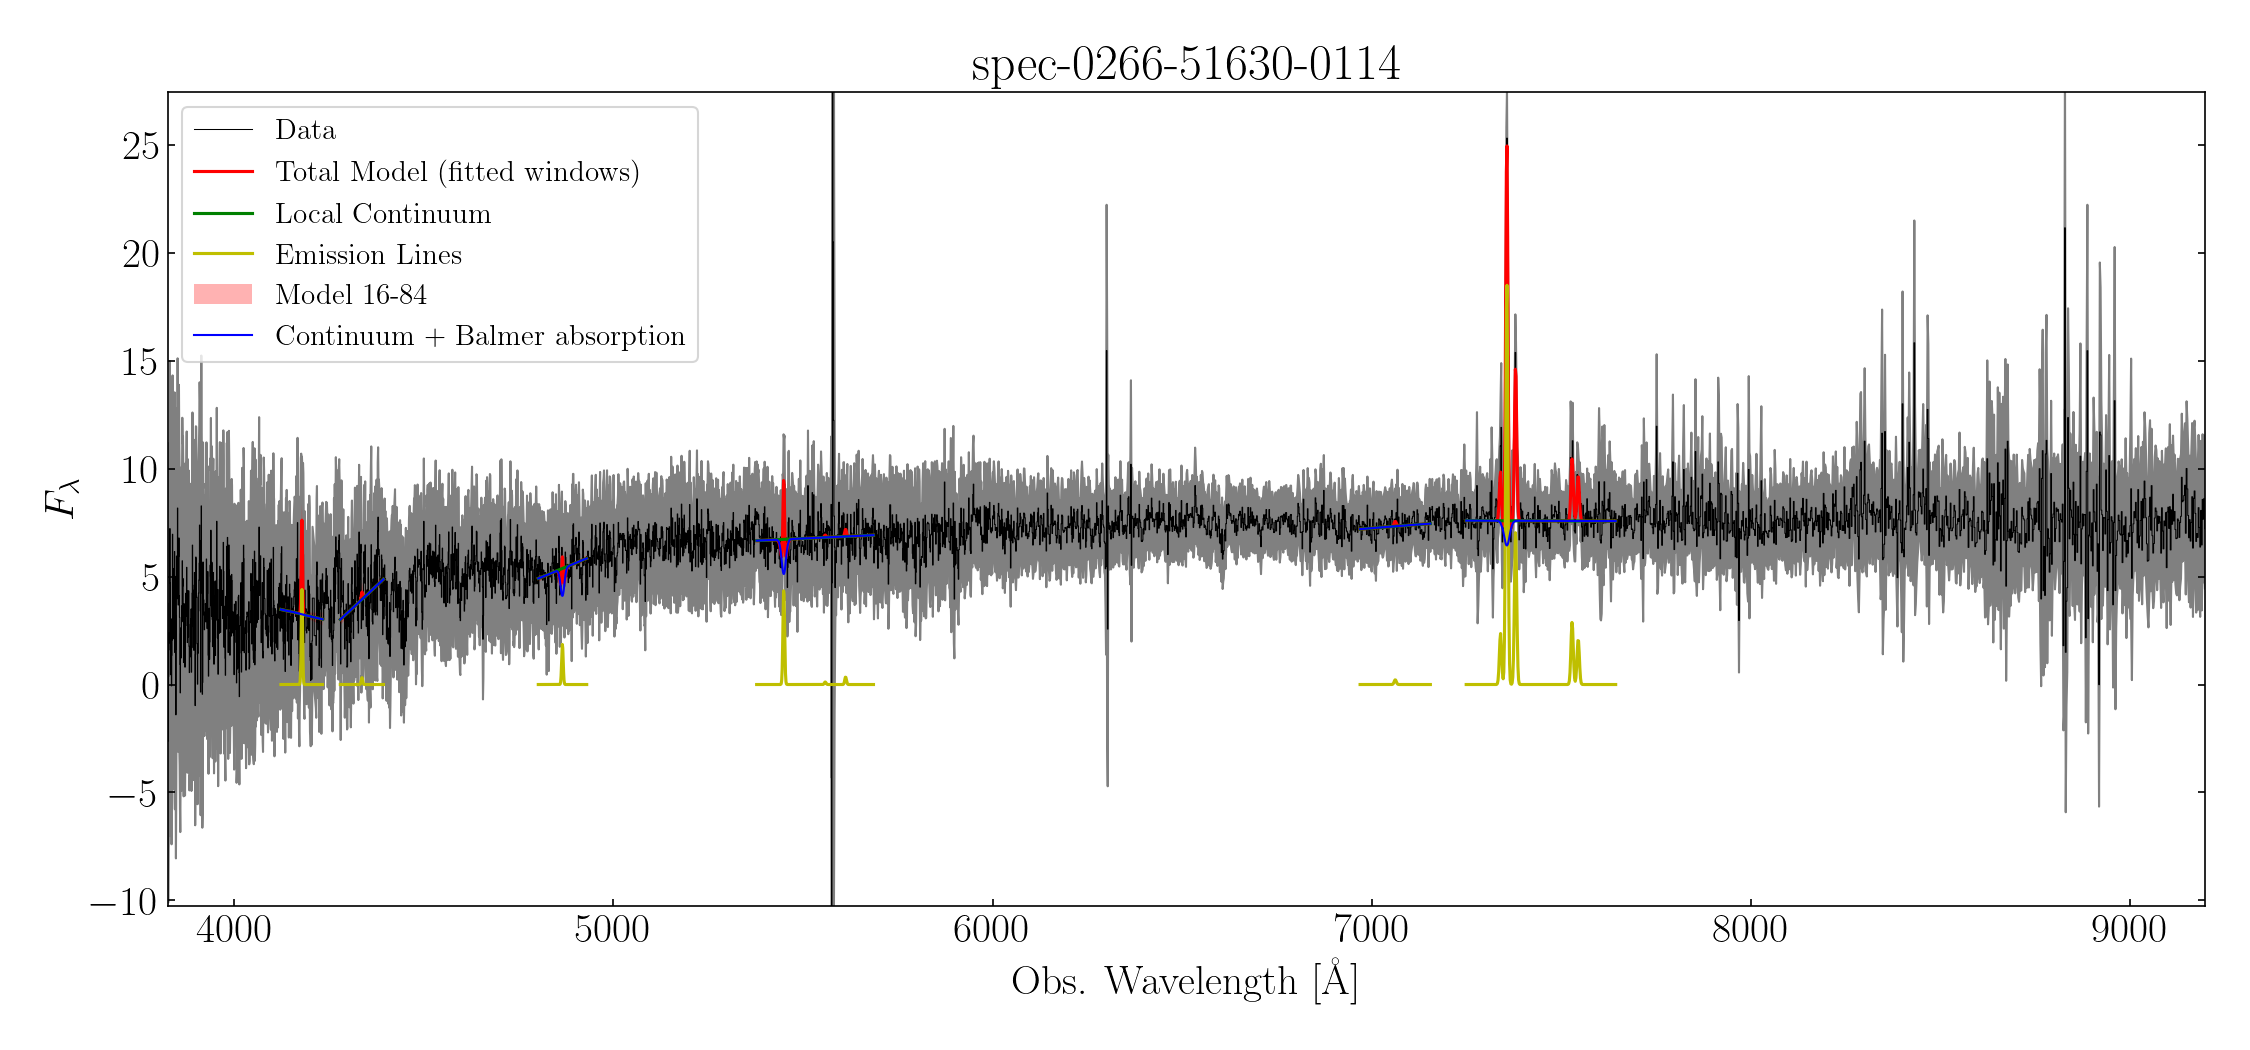 spec-0266-51630-0114
Data
Total Model (fitted windows)
Local Continuum
Emission Lines
Model 16-84
Continuum + Balmer absorption
25
20
15
10
5
0
−5
−10
Fλ
4000 5000 6000 7000 8000 9000
Obs. Wavelength [Å]